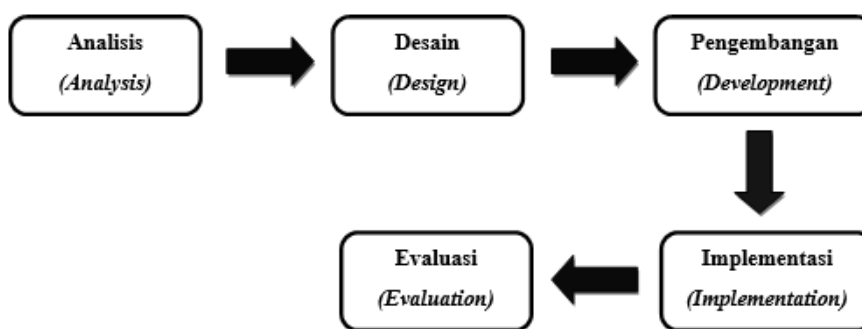 Analisis
(Analysis)
Desain
(Design)
Pengembangan
(Development)
Implementasi
(Implementation)
Evaluasi
(Evaluation)